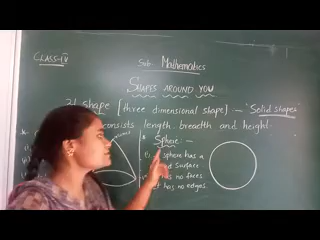 CLASS-IV
Sub:- Mathematics
SHAPES AROUND YOU
shape [three dimensional shape] :- Solid shapes
consists length, breadth and height.
* Sphere :-
sphere has a
surface
has no faces
has no edges.